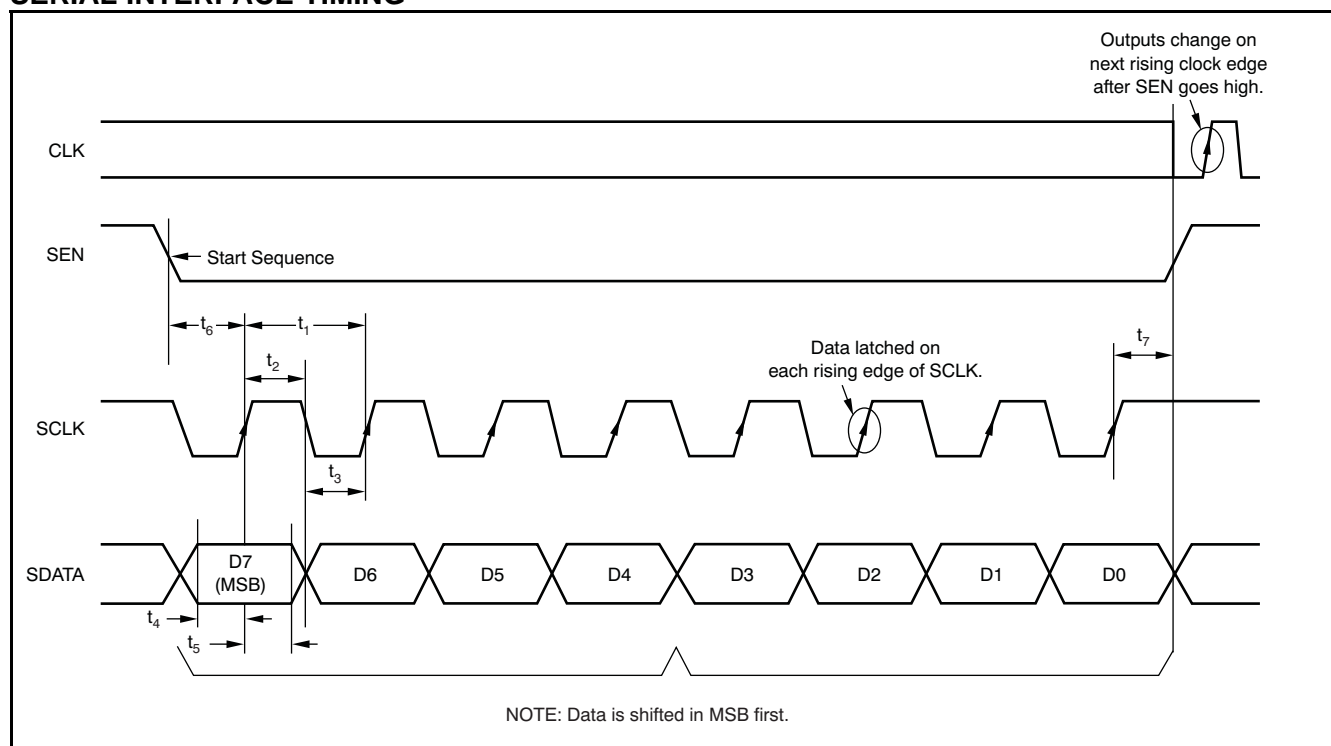 SERIAL INTERFACE TIMING
Outputs change on
next rising clock edge
after SEN goes high.
CLK
SEN
Start Sequence
t6
t1
t7
t2
Data latched on
each rising edge of SCLK.
SCLK
t3
SDATA
D7
(MSB)
D6
D5
D4
D3
D2
D1
D0
t4
t5
NOTE: Data is shifted in MSB first.